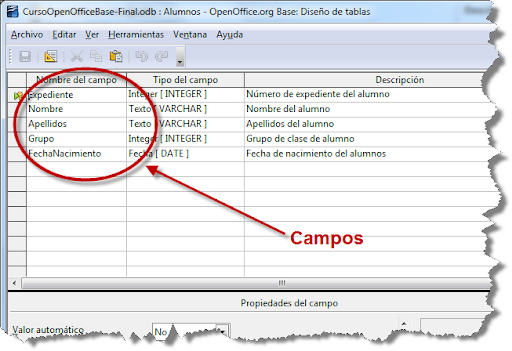 CursoOpenOfficeBase-Final.odb : Alumnos - OpenOffice.org Base: Diseño de tablas
Archivo Editar Ver Herramientas Ventana Ayuda
Nombre del campo Tipo del campo Descripción
Expediente Integer [ INTEGER ] Número de expediente del alumno
Nombre Texto [ VARCHAR ] Nombre del alumno
Apellidos Texto [ VARCHAR ] Apellidos del alumno
Grupo Integer [ INTEGER ] Grupo de clase de alumno
FechaNacimiento Fecha [ DATE ] Fecha de nacimiento del alumnos
Campos
Propiedades del campo
Valor automático No